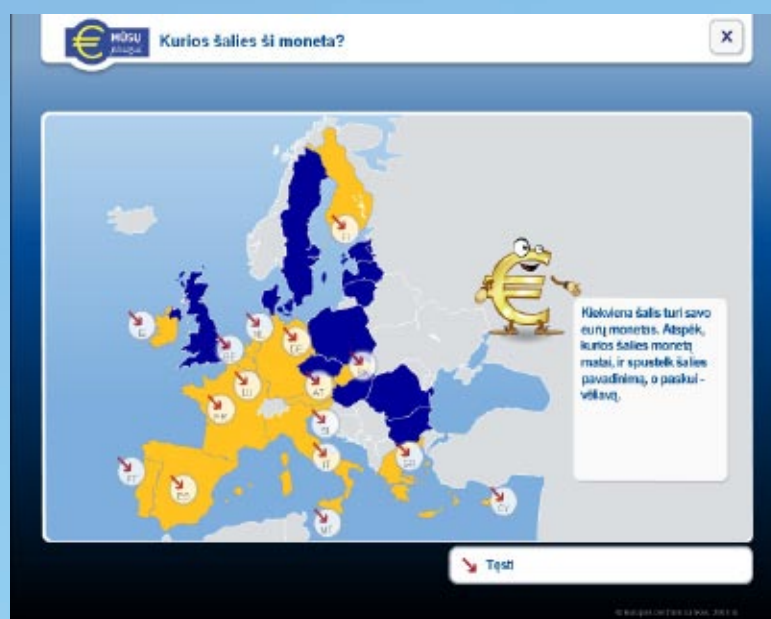 MŪSŲ
pinigai
Kurios šalies ši moneta?
X
FI
IE
BE
NL
DE
LU
SK
AT
FR
SI
IT
GR
PT
ES
MT
CY
Kiekviena šalis turi savo
eurų monetas. Atspėk,
kurios šalies monetą
matai, ir spustelk šalies
pavadinimą, o paskui -
vėliavą.
Tęsti